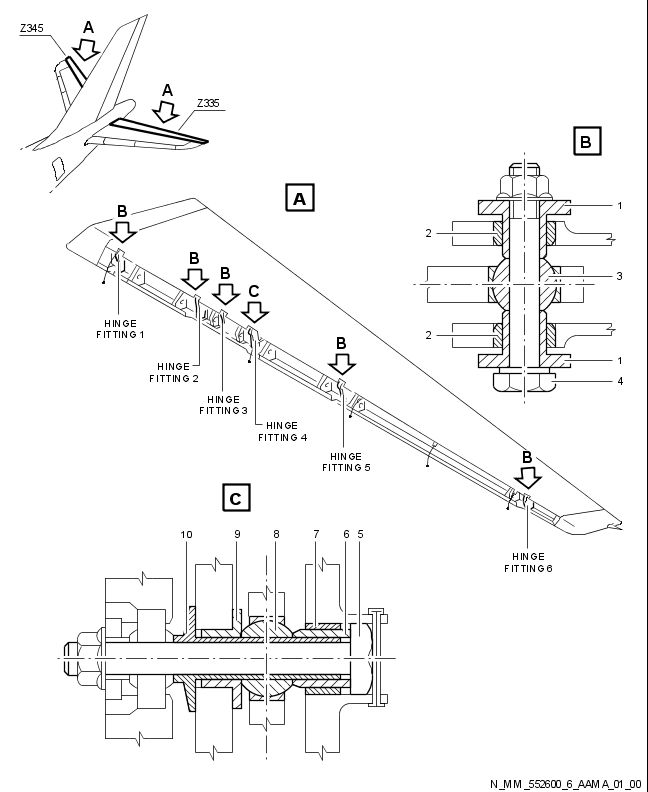 Z345
A
A
Z335
B
A
B
B
B
C
B
B
HINGE
FITTING 1
HINGE
FITTING 2
HINGE
FITTING 3
HINGE
FITTING 4
HINGE
FITTING 5
HINGE
FITTING 6
1
2
3
2
1
4
C
10 9 8 7 6 5
N_MM_552600_6_AAMA_01_00